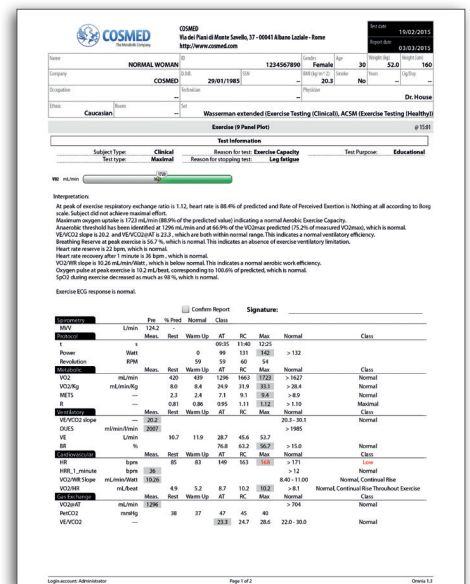 COSMED
The Metabolic Company
COSMED
Via dei Piani di Monte Savello, 37 - 00041 Albano Laziale - Rome
http://www.cosmed.com
Test date
19/02/2015
Report date
03/03/2015
Name NORMAL WOMAN ID 1234567890 Gender Female Age 30 Weight (kg) 52.0 Height (cm) 160
Company COSMED D.O.B. 29/01/1985 SSN -- BMI (kg/m^2) 20.3 Smoke No Years -- Cig/Day --
Occupation -- Technician -- Physician Dr. House
Ethnic Caucasian Room -- Set Wasserman extended (Exercise Testing (Clinical)), ACSM (Exercise Testing (Healthy))
Exercise (9 Panel Plot) @ 15:01
Test Information
Subject Type: Clinical Reason for test: Exercise Capacity Test Purpose: Educational
Test type: Maximal Reason for stopping test: Leg fatigue
mL/min
Interpretation:
At peak of exercise respiratory exchange ratio is 1.12, heart rate is 88.4% of predicted and Rate of Perceived Exertion is Nothing at all according to Borg
scale. Subject did not achieve maximal effort.
Maximum oxygen uptake is 1723 mL/min (88.9% of the predicted value) indicating a normal Aerobic Exercise Capacity.
Anaerobic threshold has been identified at 1296 mL/min and at 66.9% of the VO2max predicted (75.2% of measured VO2max), which is normal.
VE/VCO2 slope is 20.2 and VE/VCO2@AT is 23.3 , which are both within normal range. This indicates a normal ventilatory efficiency.
Breathing Reserve at peak exercise is 56.7 %, which is normal. This indicates an absence of exercise ventilatory limitation.
Heart rate reserve is 22 bpm, which is normal.
Heart rate recovery after 1 minute is 36 bpm , which is normal.
VO2/WR slope is 10.26 mL/min/Watt , which is below normal. This indicates a normal aerobic work efficiency.
Oxygen pulse at peak exercise is 10.2 mL/beat, corresponding to 100.6% of predicted, which is normal.
SpO2 during exercise decreased as much as 98 %, which is normal.
Exercise ECG response is normal.
Confirm Report Signature:
Spirometry Pre % Pred Normal Class
MVV L/min 124.2 -
Protocol Meas. Rest Warm Up AT RC Max Normal Class
t s 09:35 11:40 12:25
Power Watt 0 99 131 142 > 132
Revolution RPM 59 59 60 54
Metabolic Meas. Rest Warm Up AT RC Max Normal Class
VO2 mL/min 420 439 1296 1663 1723 > 1627 Normal
VO2/Kg mL/min/Kg 8.0 8.4 24.9 31.9 33.1 > 28.4 Normal
METS --- 2.3 2.4 7.1 9.1 9.4 > 8.9 Normal
R --- 0.81 0.86 0.95 1.11 1.12 > 1.10 Maximal
Ventilatory Meas. Rest Warm Up AT RC Max Normal Class
VE/VCO2 slope --- 20.2 20.3 - 30.1 Normal
OUES mL/min/l/min 2007 > 1985
VE L/min 10.7 11.9 28.7 45.6 53.7
BR % 76.8 63.2 56.7 > 15.0 Normal
Cardiovascular Meas. Rest Warm Up AT RC Max Normal Class
HR bpm 85 83 149 163 168 > 171 Low
HRR_1_minute bpm 36 > 12 Normal
VO2/WR Slope mL/min/Watt 10.26 8.40 - 11.00 Normal, Continual Rise
VO2/HR mL/beat 4.9 5.2 8.7 10.2 10.2 > 8.1 Normal, Continual Rise Throughout Exercise
Gas Exchange Meas. Rest Warm Up AT RC Max Normal Class
VO2@AT mL/min 1296 > 704 Normal
PetCO2 mmHg 38 37 47 45 40
VE/VCO2 --- 23.3 24.7 28.6 22.0 - 30.0 Normal
Login account: Administrator Page 1 of 2 Omnia 1.3